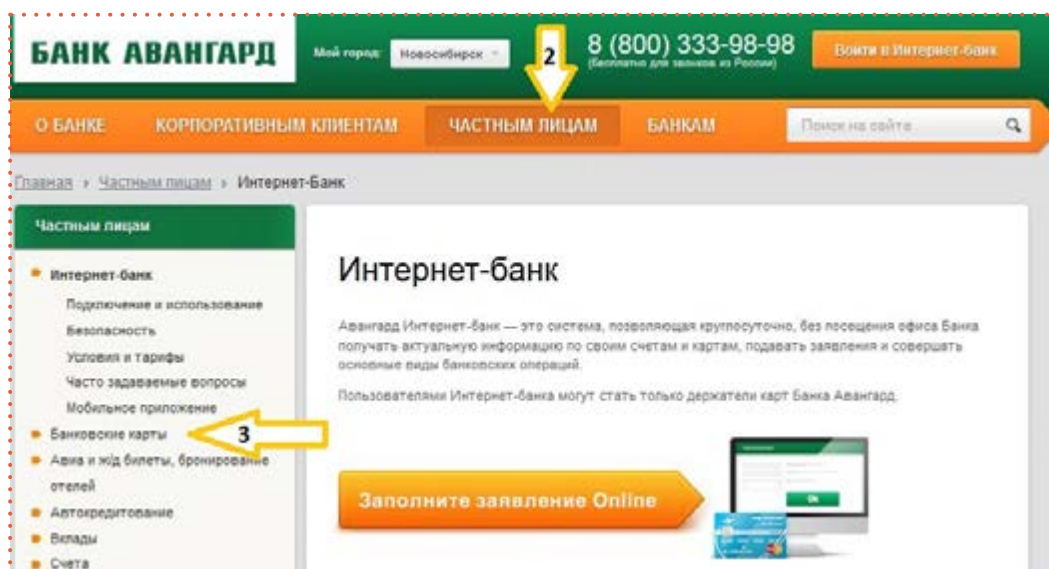 БАНК АВАНГАРД
Мой город: Новосибирск
2
8 (800) 333-98-98
(бесплатно для звонков из России)
Войти в Интернет-банк
О БАНКЕ КОРПОРАТИВНЫМ КЛИЕНТАМ ЧАСТНЫМ ЛИЦАМ БАНКАМ Поиск на сайте
Главная › Частным лицам › Интернет-Банк
Частным лицам
Интернет-банк
Подключение и использование
Безопасность
Условия и тарифы
Часто задаваемые вопросы
Мобильное приложение
Банковские карты
3
Авиа и ж/д билеты, бронирование
отелей
Автокредитование
Вклады
Счета
Интернет-банк
Авангард Интернет-банк — это система, позволяющая круглосуточно, без посещения офиса Банка
получать актуальную информацию по своим счетам и картам, подавать заявления и совершать
основные виды банковских операций.
Пользователями Интернет-банка могут стать только держатели карт Банка Авангард.
Заполните заявление Online
Ok